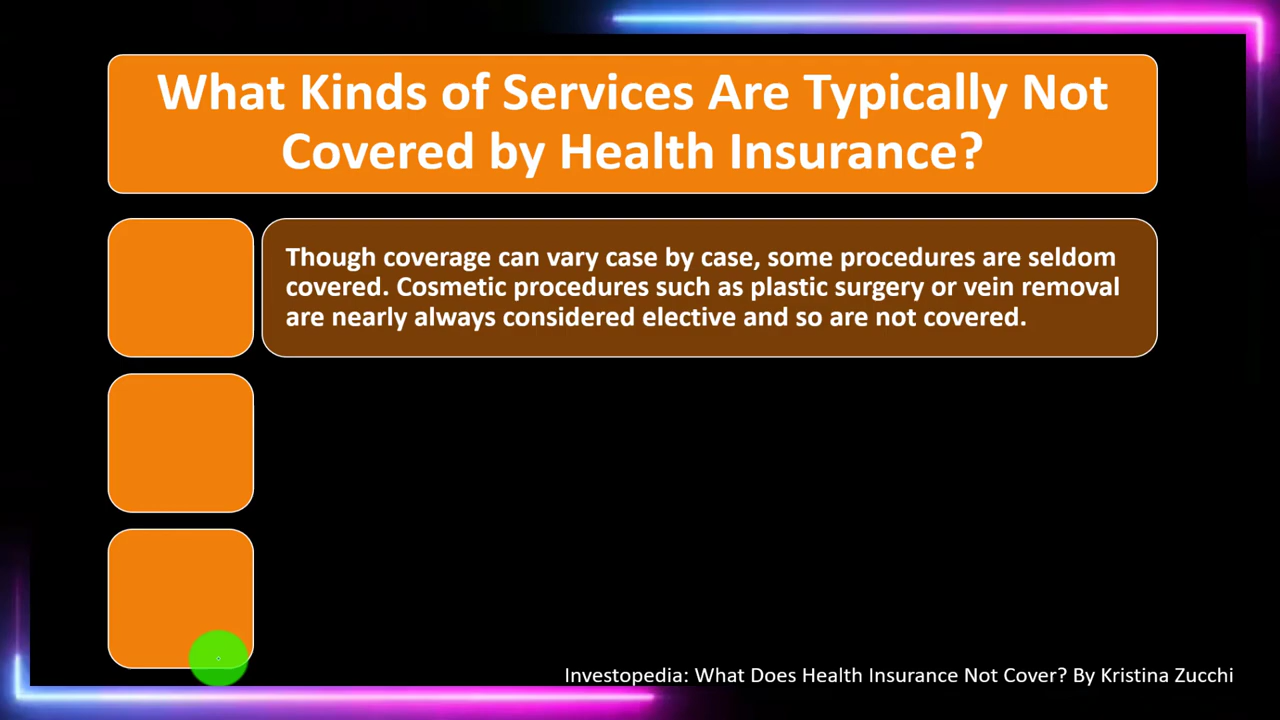 What Kinds of Services Are Typically Not
Covered by Health Insurance?
Though coverage can vary case by case, some procedures are seldom
covered. Cosmetic procedures such as plastic surgery or vein removal
are nearly always considered elective and so are not covered.
Investopedia: What Does Health Insurance Not Cover? By Kristina Zucchi